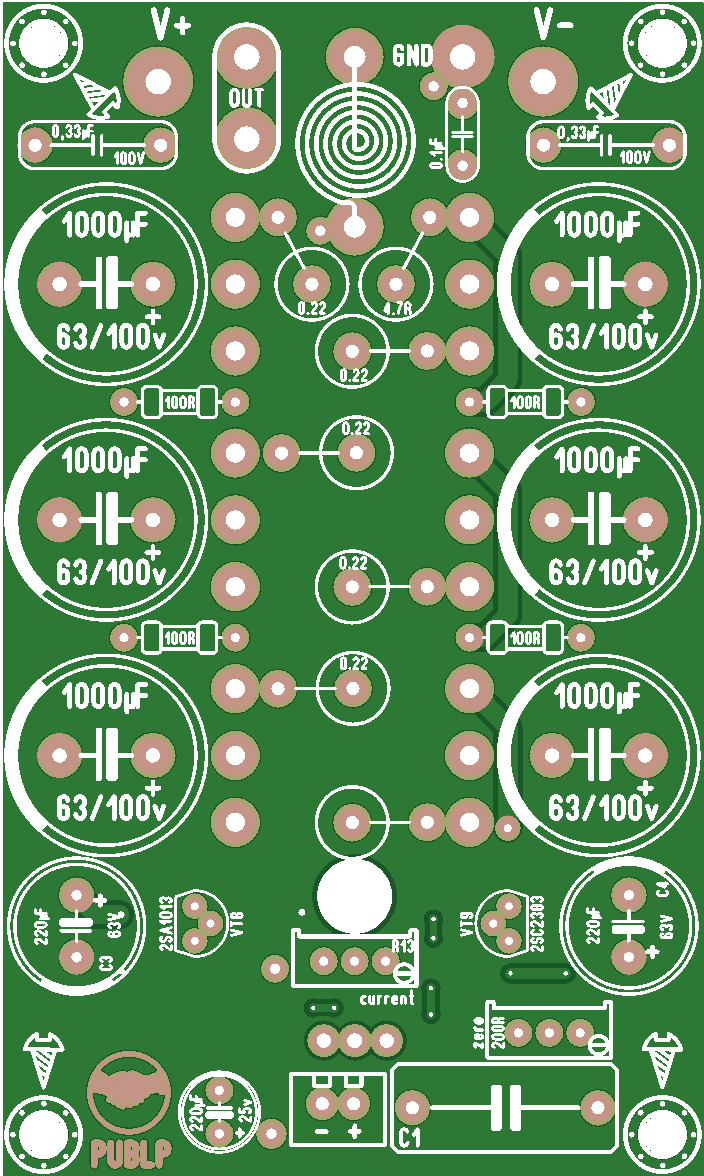 V+
V–
GND
OUT
0,33µF
100V
0.1µF
0,33µF
100V
1000µF
1000µF
0.22
4.7R
+
+
63/100v
63/100v
0.22
100R
100R
0.22
1000µF
1000µF
+
+
63/100v
63/100v
0.22
100R
100R
0.22
1000µF
1000µF
+
+
63/100v
63/100v
220µF
+
63V
C3
2SA1013
VT8
VT9
2SC2383
220µF
C4
63V
+
R13
current
zero
200R
220µF
25v
+
– +
C1
PUBLP